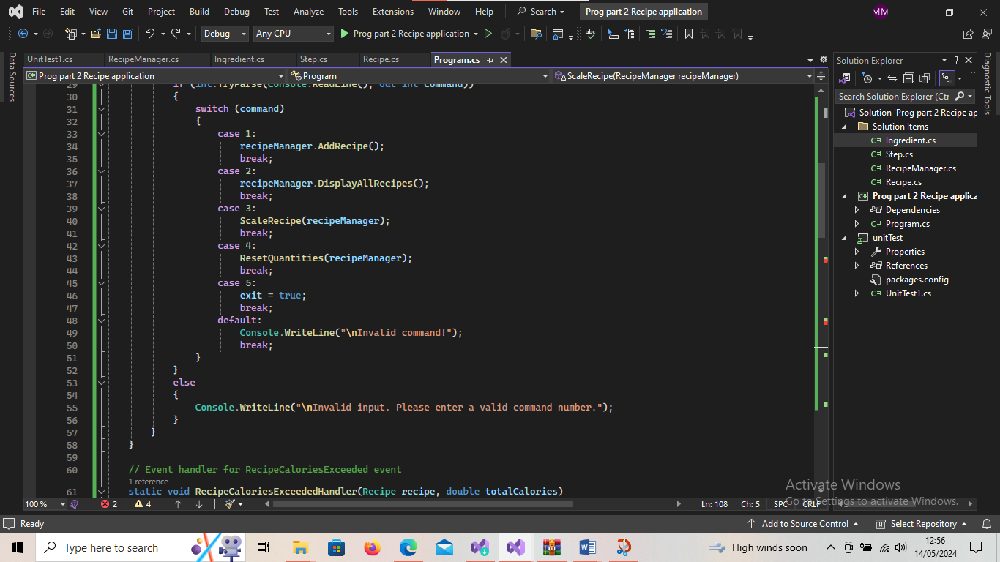 File Edit View Git Project Build Debug Test Analyze Tools Extensions Window Help Search Prog part 2 Recipe application MM
Debug Any CPU Prog part 2 Recipe application
Data Sources
UnitTest1.cs RecipeManager.cs Ingredient.cs Step.cs Recipe.cs Program.cs
Prog part 2 Recipe application Program ScaleRecipe(RecipeManager recipeManager)
29 if (int.TryParse(Console.ReadLine(), out int command))
30 {
31 switch (command)
32 {
33 case 1:
34 recipeManager.AddRecipe();
35 break;
36 case 2:
37 recipeManager.DisplayAllRecipes();
38 break;
39 case 3:
40 ScaleRecipe(recipeManager);
41 break;
42 case 4:
43 ResetQuantities(recipeManager);
44 break;
45 case 5:
46 exit = true;
47 break;
48 default:
49 Console.WriteLine("\nInvalid command!");
50 break;
51 }
52 }
53 else
54 {
55 Console.WriteLine("\nInvalid input. Please enter a valid command number.");
56 }
57 }
58 }
59
60 // Event handler for RecipeCaloriesExceeded event
1 reference
61 static void RecipeCaloriesExceededHandler(Recipe recipe, double totalCalories)
100 % 2 4 Ln: 108 Ch: 5 SPC CRLF
Solution Explorer
Search Solution Explorer (Ctr
Solution 'Prog part 2 Recipe ap
Solution Items
C# Ingredient.cs
C# Step.cs
C# RecipeManager.cs
C# Recipe.cs
C# Prog part 2 Recipe applica
Dependencies
C# Program.cs
unitTest
Properties
References
packages.config
C# UnitTest1.cs
Diagnostic Tools
Activate Windows
Go to Settings to activate Windows.
Ready Add to Source Control Select Repository
Type here to search High winds soon 12:56
14/05/2024